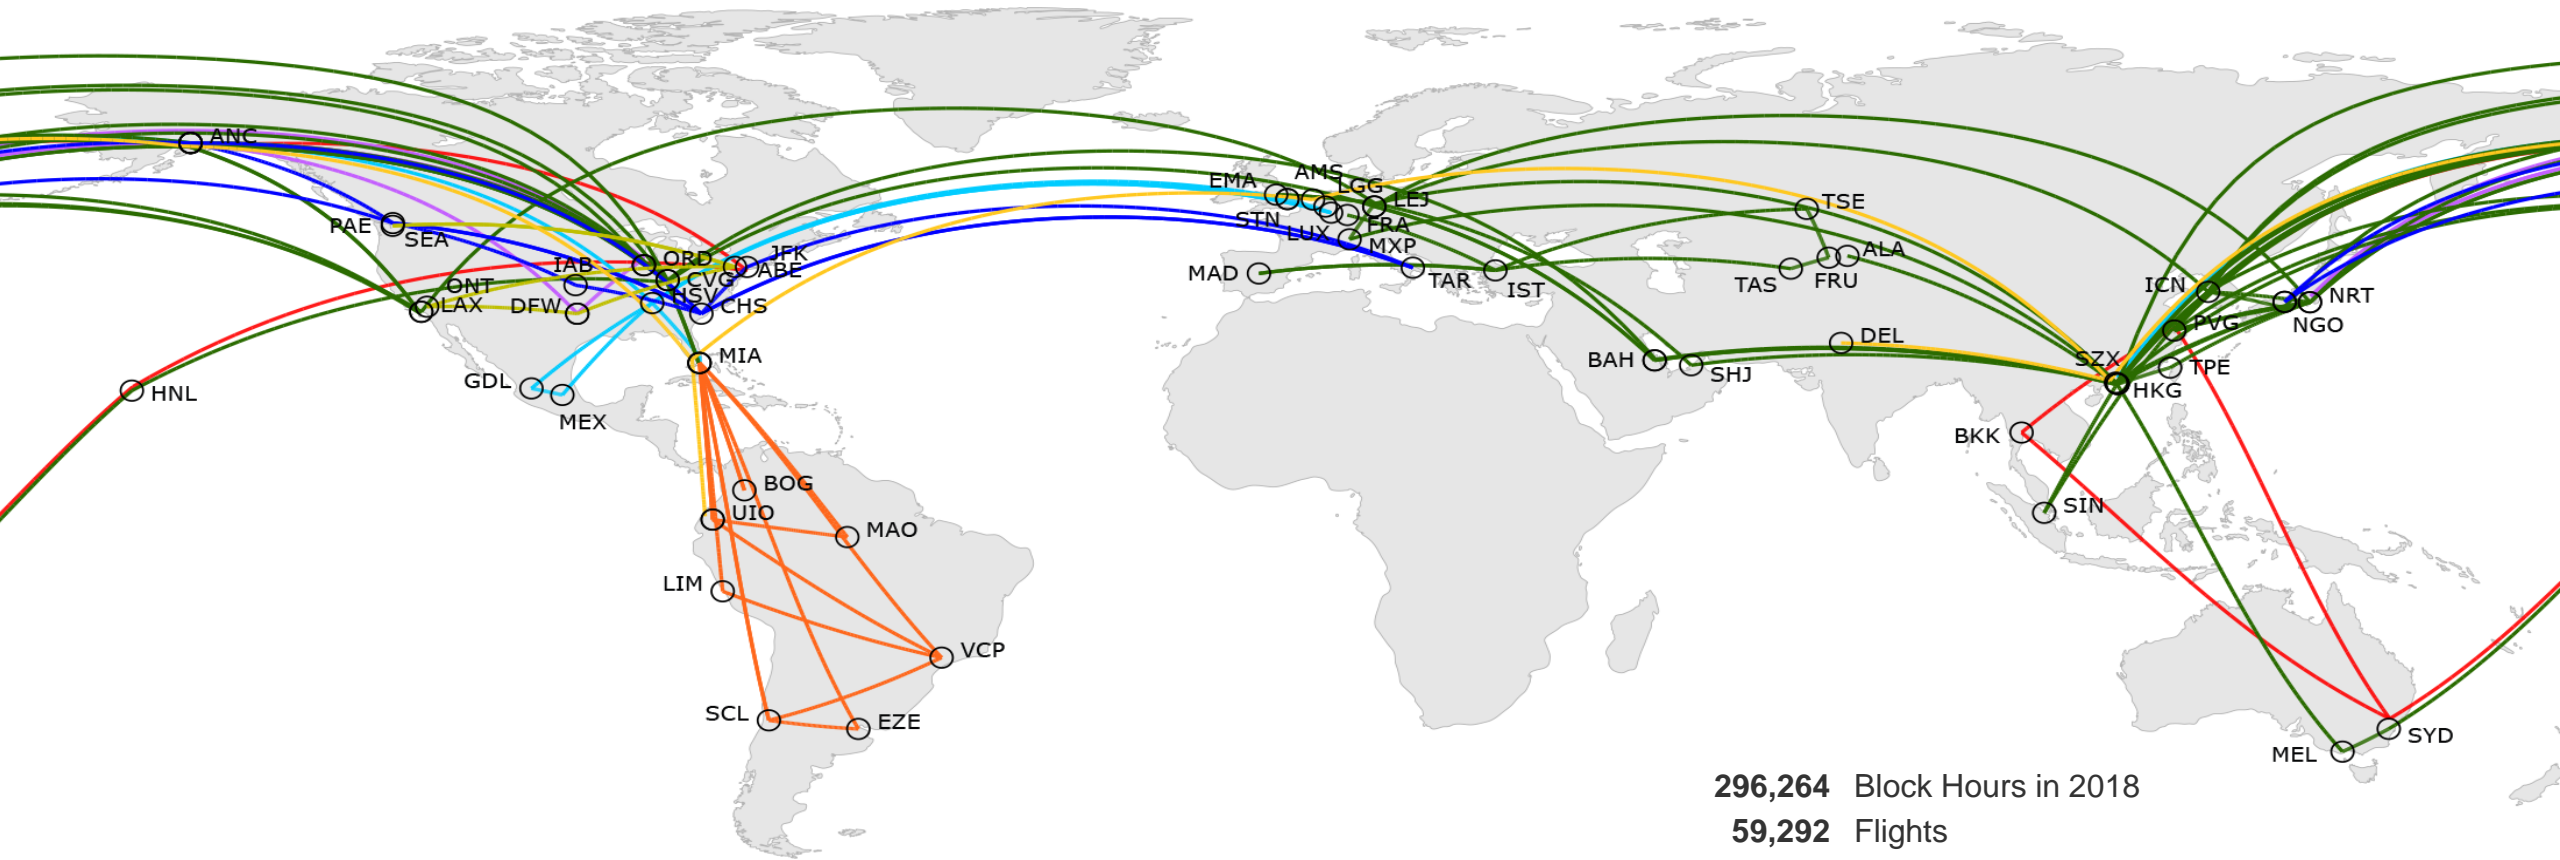 ANC
PAE
SEA
ONT
LAX
IAB
DFW
ORD
CVG
HSV
CHS
JFK
ABE
MIA
HNL
GDL
MEX
BOG
UIO
MAO
LIM
VCP
SCL
EZE
EMA
AMS
STN
LGG
LEJ
LUX
FRA
MXP
MAD
TAR
IST
TSE
ALA
TAS
FRU
BAH
SHJ
DEL
ICN
NRT
NGO
PVG
SZX
TPE
HKG
BKK
SIN
SYD
MEL
296,264 Block Hours in 2018
59,292 Flights